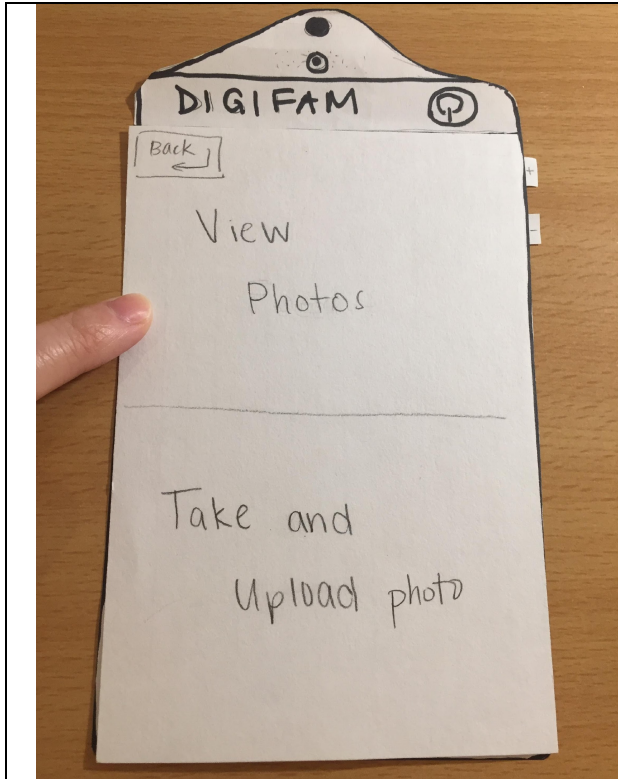 DIGIFAM
Back
+
View
-
Photos
Take and
Upload photo